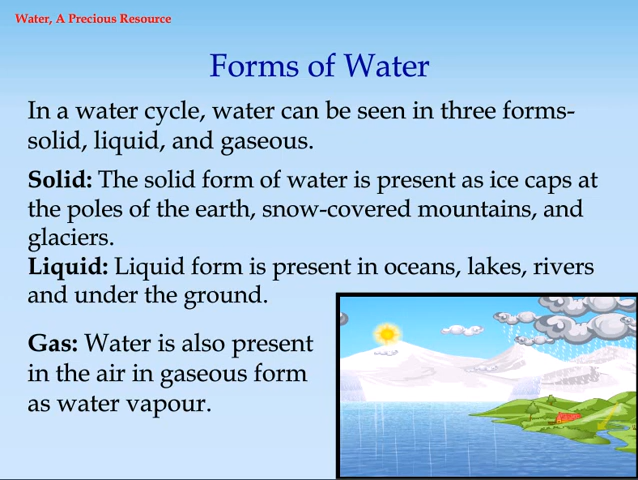 Water, A Precious Resource
Forms of Water
In a water cycle, water can be seen in three forms-
solid, liquid, and gaseous.
Solid: The solid form of water is present as ice caps at
the poles of the earth, snow-covered mountains, and
glaciers.
Liquid: Liquid form is present in oceans, lakes, rivers
and under the ground.
Gas: Water is also present
in the air in gaseous form
as water vapour.